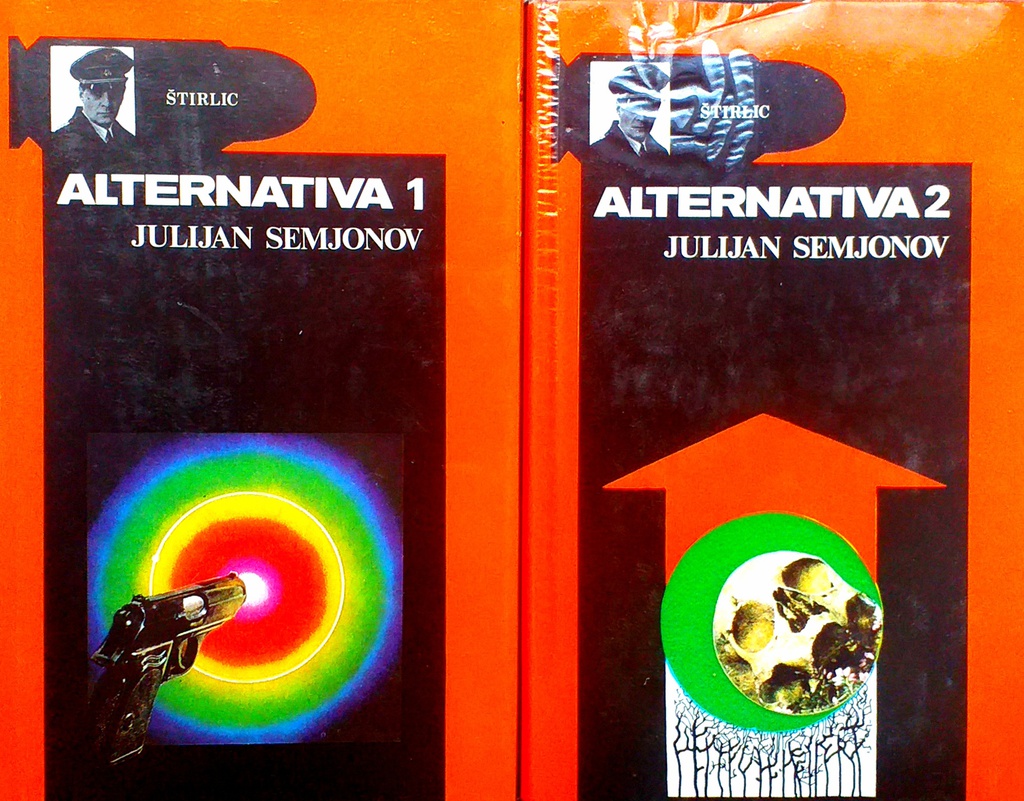 ŠTIRLIC
ALTERNATIVA 1
JULIJAN SEMJONOV
ŠTIRLIC
ALTERNATIVA 2
JULIJAN SEMJONOV